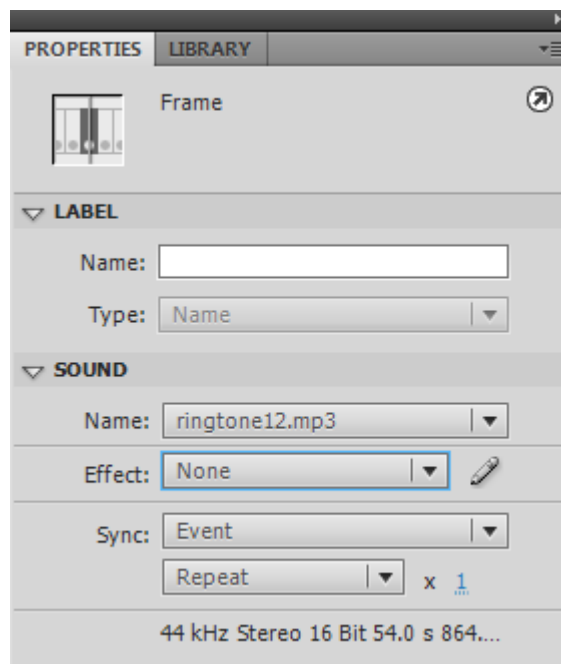 PROPERTIES LIBRARY
Frame
LABEL
Name:
Type: Name
SOUND
Name: ringtone12.mp3
Effect: None
Sync: Event
Repeat x 1
44 kHz Stereo 16 Bit 54.0 s 864....